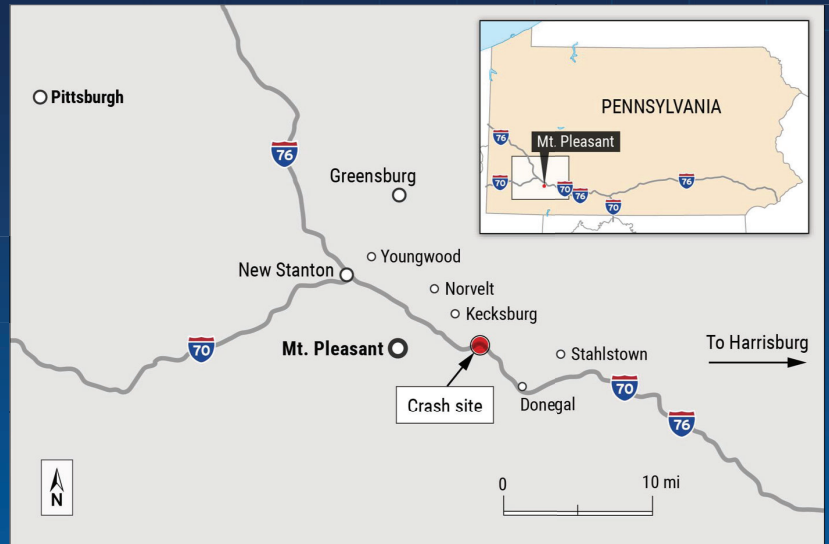 Pittsburgh
76
Greensburg
Youngwood
New Stanton
Norvelt
Kecksburg
70
Mt. Pleasant
Stahlstown
To Harrisburg
Crash site
Donegal
70
76
N
0 10 mi
PENNSYLVANIA
76
Mt. Pleasant
70
70
76
76
70